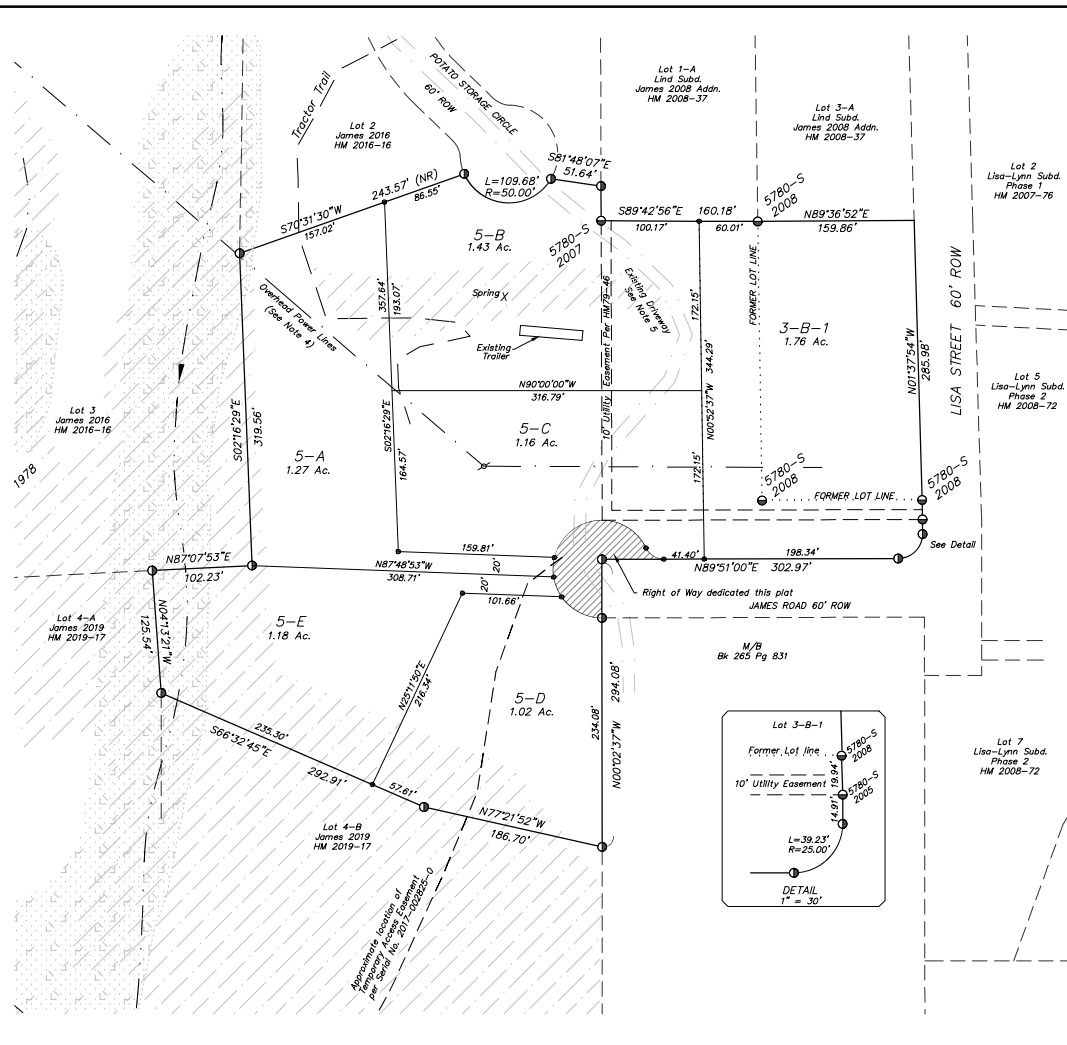 POTATO STORAGE CIRCLE
60' ROW
Tractor Trail
Lot 2
James 2016
HM 2016-16
Lot 1-A
Lind Subd.
James 2008 Addn.
HM 2008-37
Lot 3-A
Lind Subd.
James 2008 Addn.
HM 2008-37
Lot 2
Lisa-Lynn Subd.
Phase 1
HM 2007-76
243.57' (NR)
86.55'
S70°31'30"W
157.02'
L=109.68'
R=50.00'
S81°48'07"E
51.64'
5780-S
2008
S89°42'56"E 160.18'
100.17'
60.01'
N89°36'52"E
159.86'
5780-S
2007
5-B
1.43 Ac.
Spring X
Existing
Trailer
Overhead Power Lines
(See Note 4)
357.64'
193.07'
Existing Driveway
See Note 5
10' Utility Easement Per HM79-46
172.15'
344.29'
N00°52'37"W
172.15'
FORMER LOT LINE
3-B-1
1.76 Ac.
N01°37'54"W
285.98'
LISA STREET 60' ROW
Lot 5
Lisa-Lynn Subd.
Phase 2
HM 2008-72
N90°00'00"W
316.79'
Lot 3
James 2016
HM 2016-16
1978
S02°16'29"E
319.56'
5-A
1.27 Ac.
S02°16'29"E
164.57'
5-C
1.16 Ac.
5780-S
2008
FORMER LOT LINE
5780-S
2008
See Detail
N87°07'53"E
102.23'
159.81'
N87°48'53"W
308.71'
20'
20'
101.66'
41.40'
198.34'
N89°51'00"E 302.97'
Right of Way dedicated this plat
JAMES ROAD 60' ROW
Lot 4-A
James 2019
HM 2019-17
N04°13'21"W
125.54'
5-E
1.18 Ac.
N25°11'50"E
216.34'
5-D
1.02 Ac.
234.08'
N00°02'37"W 294.08'
M/B
Bk 265 Pg 831
235.30'
S66°32'45"E
292.91'
57.61'
N77°21'52"W
186.70'
Lot 4-B
James 2019
HM 2019-17
Approximate location of
Temporary Access Easement
per Serial No. 2017-002825-0
Lot 3-B-1
Former Lot line
5780-S
2008
19.94'
10' Utility Easement
5780-S
2005
14.91'
L=39.23'
R=25.00'
DETAIL
1" = 30'
Lot 7
Lisa-Lynn Subd.
Phase 2
HM 2008-72